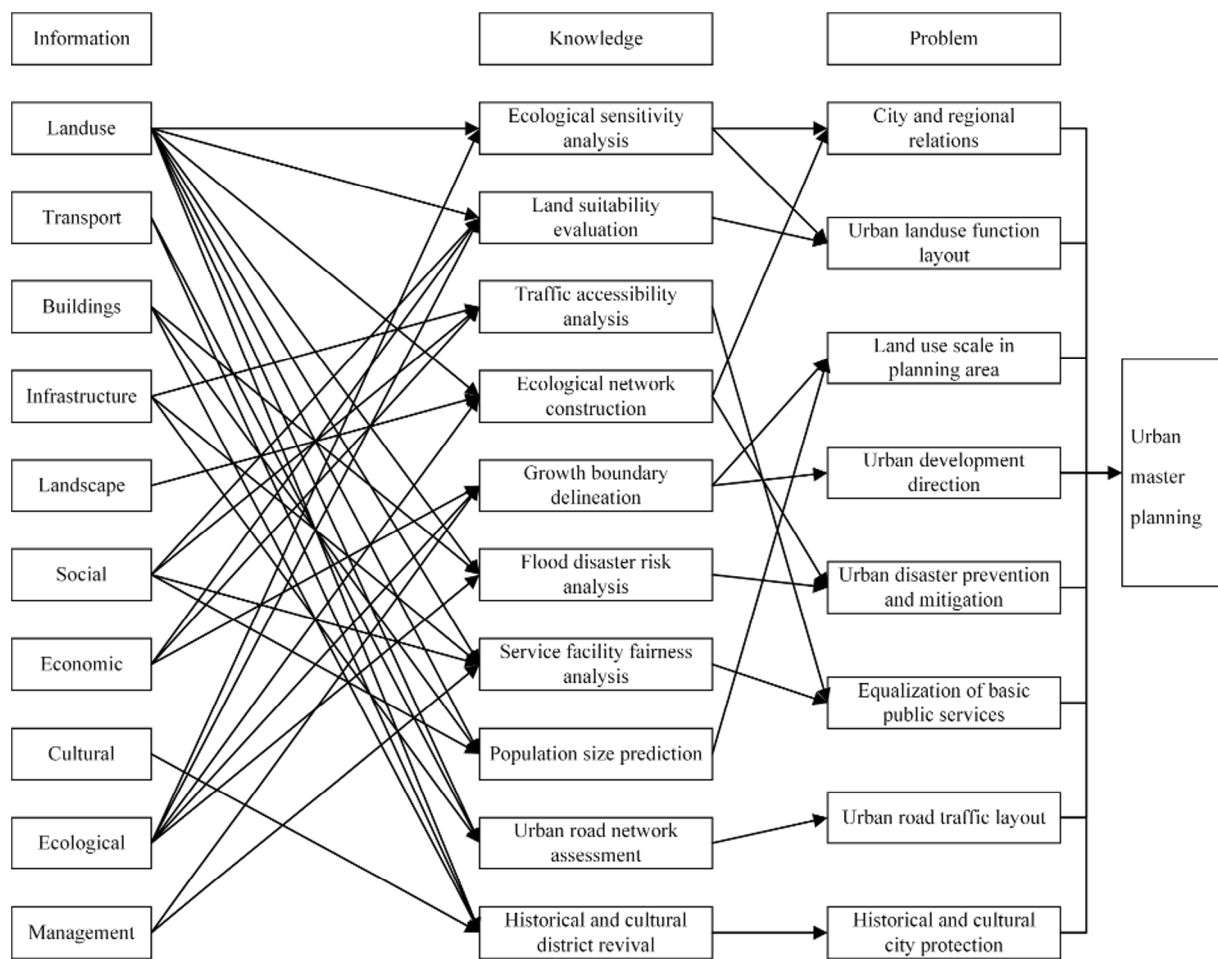 Information
Knowledge
Problem
Landuse
Transport
Buildings
Infrastructure
Landscape
Social
Economic
Cultural
Ecological
Management
Ecological sensitivity
analysis
Land suitability
evaluation
Traffic accessibility
analysis
Ecological network
construction
Growth boundary
delineation
Flood disaster risk
analysis
Service facility fairness
analysis
Population size prediction
Urban road network
assessment
Historical and cultural
district revival
City and regional
relations
Urban landuse function
layout
Land use scale in
planning area
Urban development
direction
Urban disaster prevention
and mitigation
Equalization of basic
public services
Urban road traffic layout
Historical and cultural
city protection
Urban
master
planning